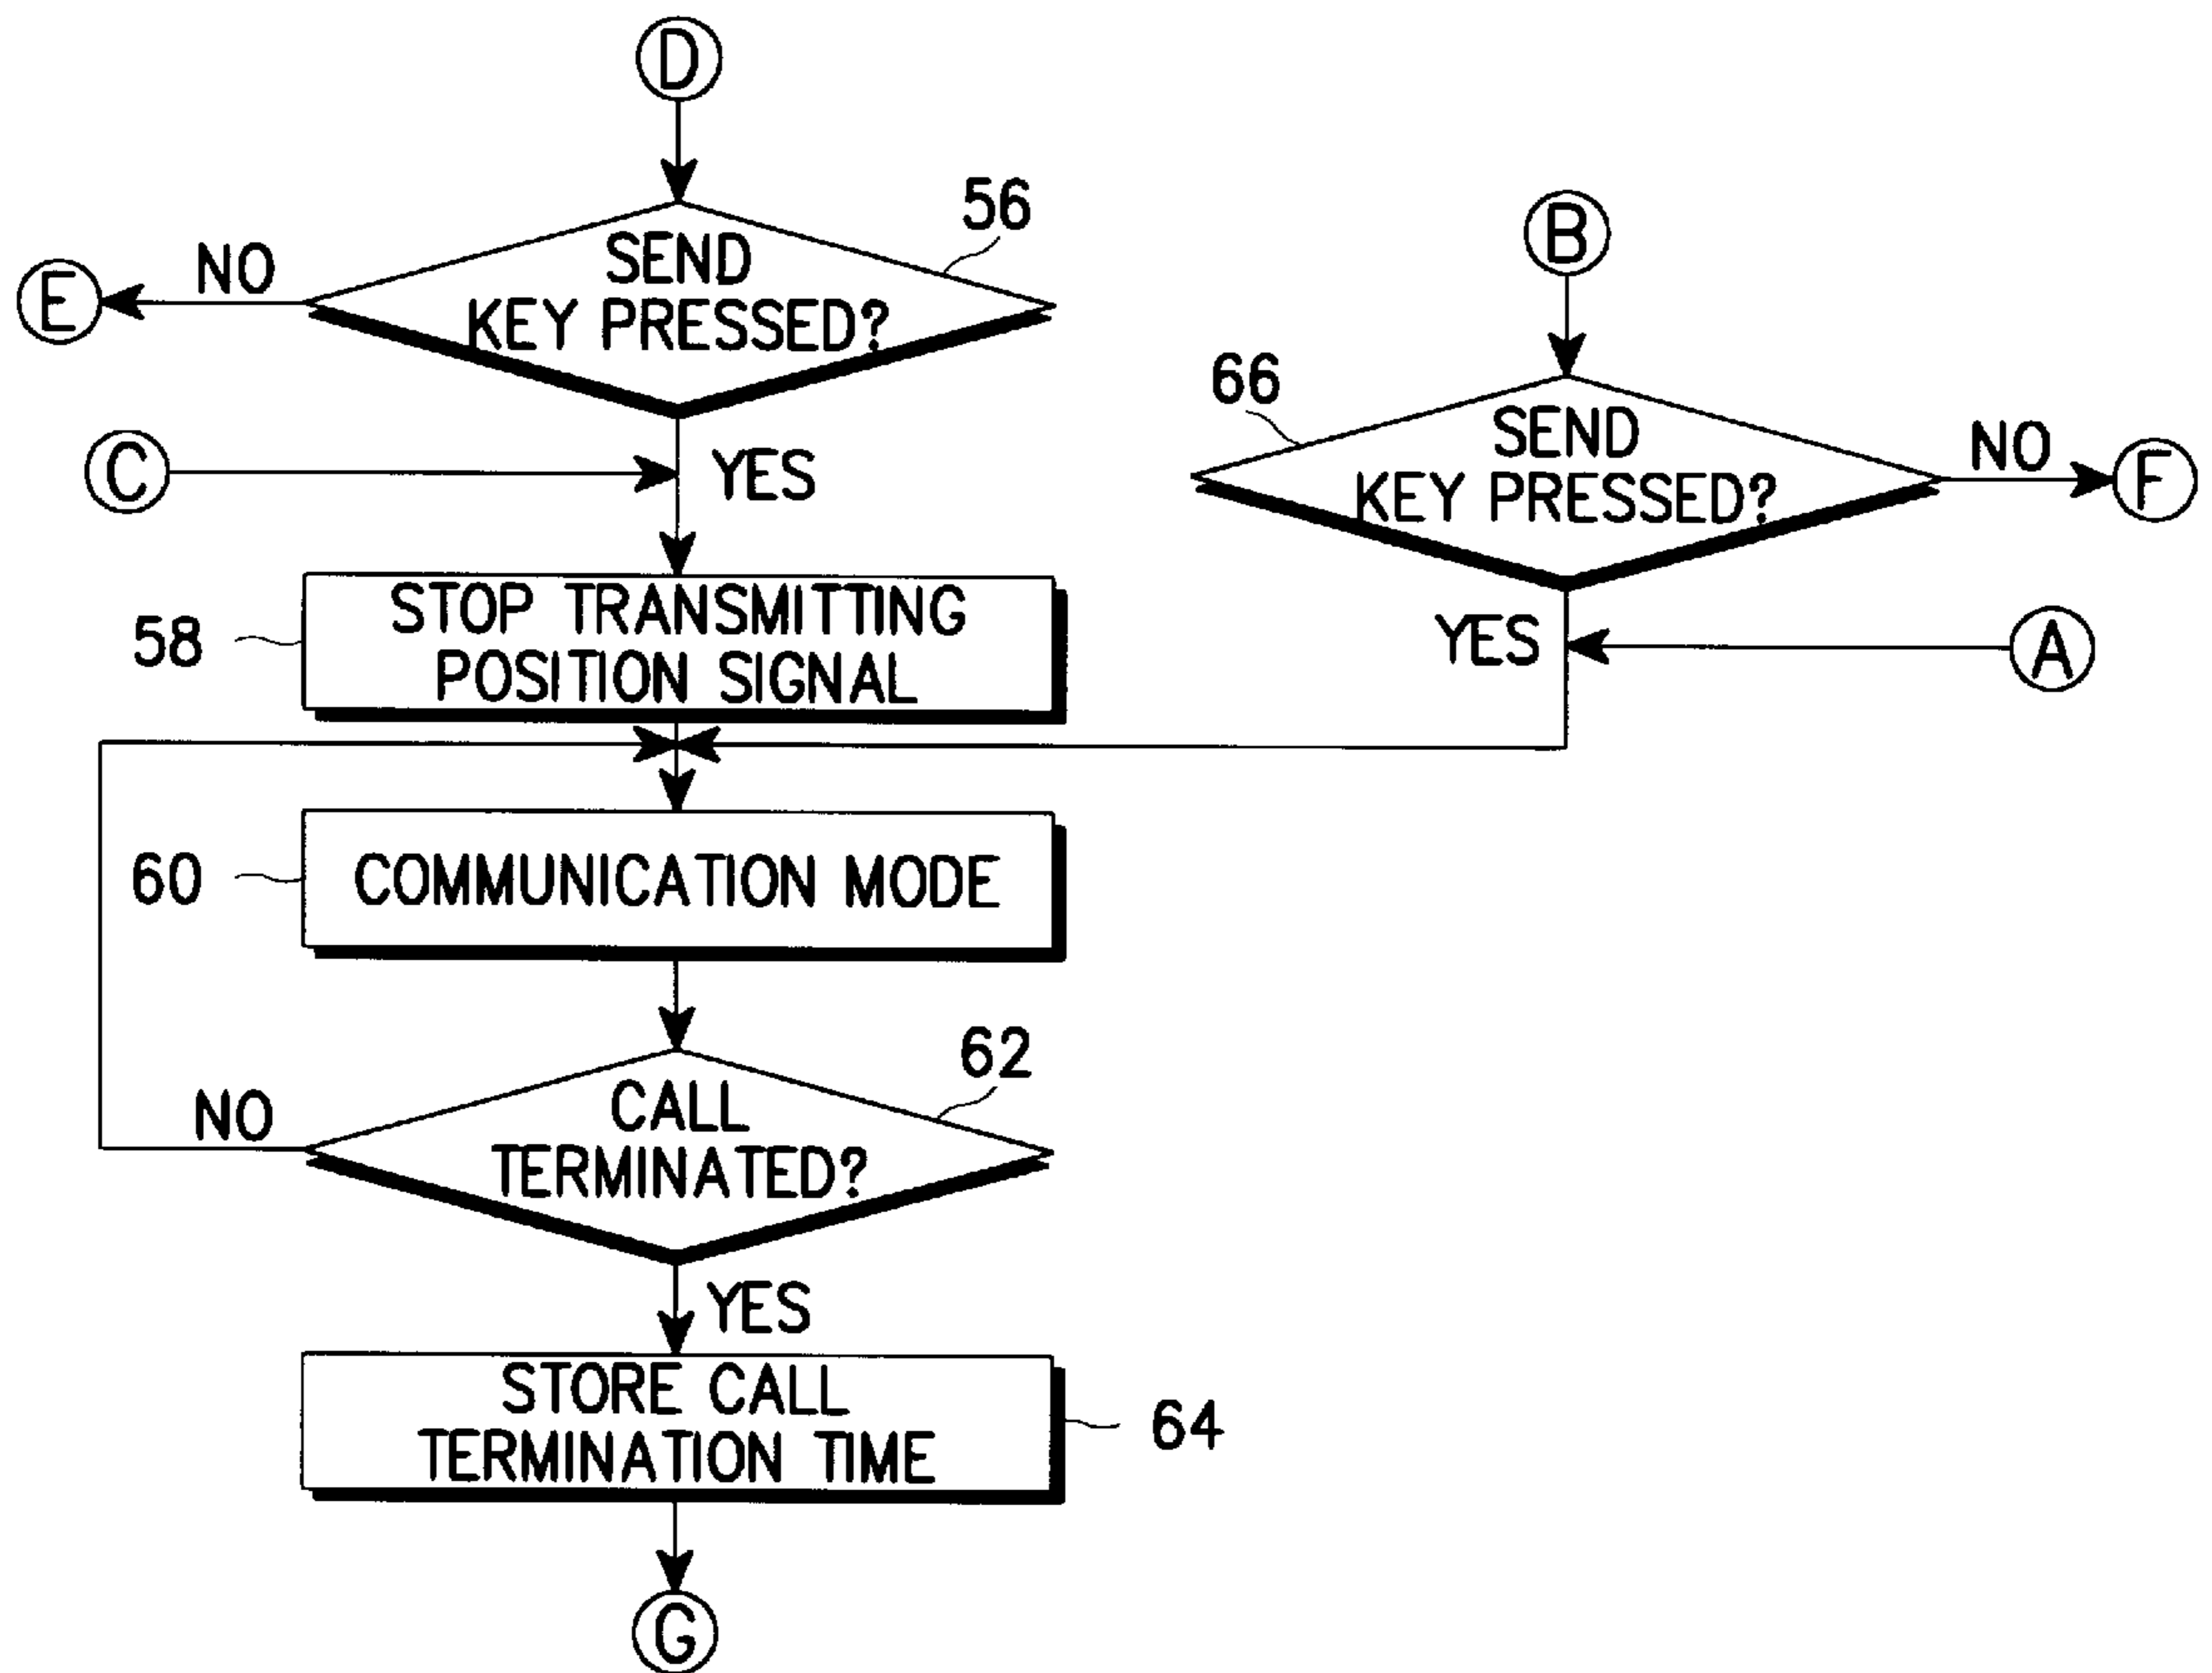 D
56
SEND
KEY PRESSED?
NO
E
B
66
SEND
KEY PRESSED?
NO
F
C
YES
58
STOP TRANSMITTING
POSITION SIGNAL
YES
A
60
COMMUNICATION MODE
62
CALL
TERMINATED?
NO
YES
STORE CALL
TERMINATION TIME
64
G